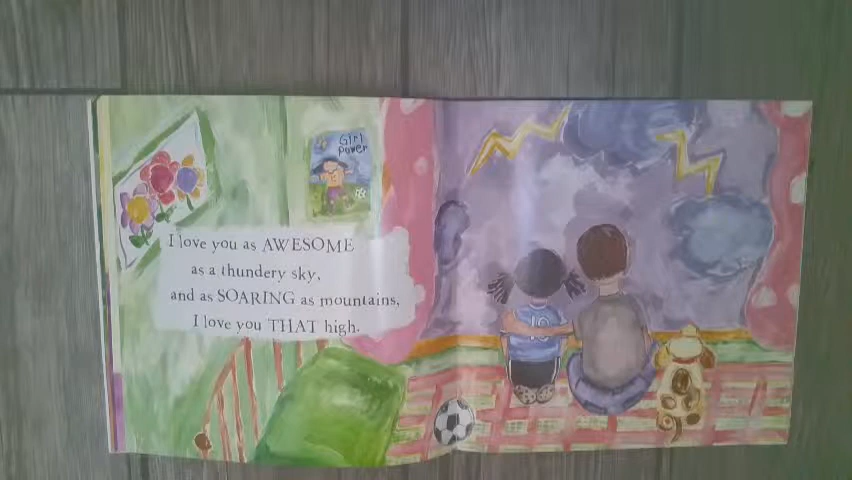 Girl
power
I love you as AWESOME
as a thundery sky,
and as SOARING as mountains,
I love you THAT high.